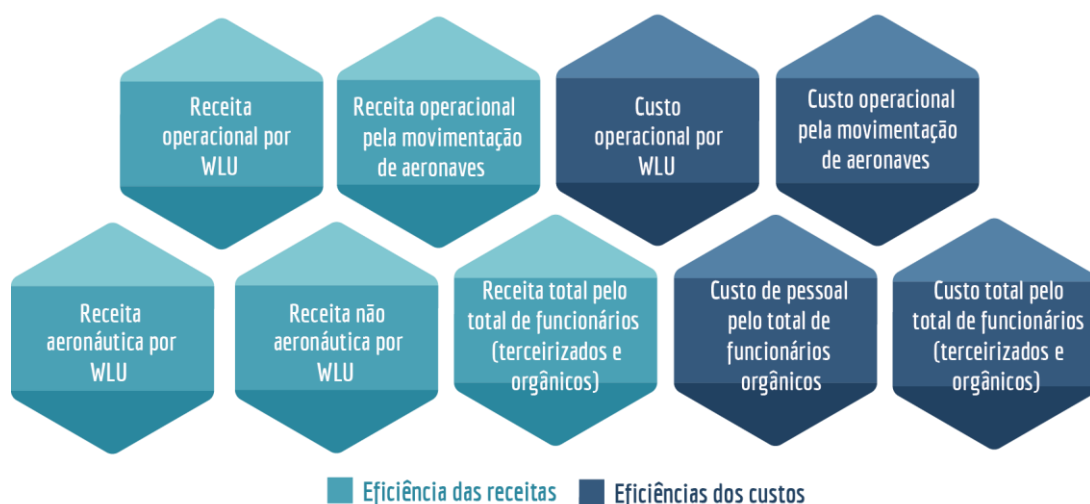 Receita
operacional por
WLU
Receita operacional
pela movimentação
de aeronaves
Custo
operacional por
WLU
Custo operacional
pela movimentação
de aeronaves
Receita
aeronáutica por
WLU
Receita não
aeronáutica por
WLU
Receita total pelo
total de funcionários
(terceirizados e
orgânicos)
Custo de pessoal
pelo total de
funcionários
orgânicos
Custo total pelo
total de funcionários
(terceirizados e
orgânicos)
Eficiência das receitas
Eficiências dos custos